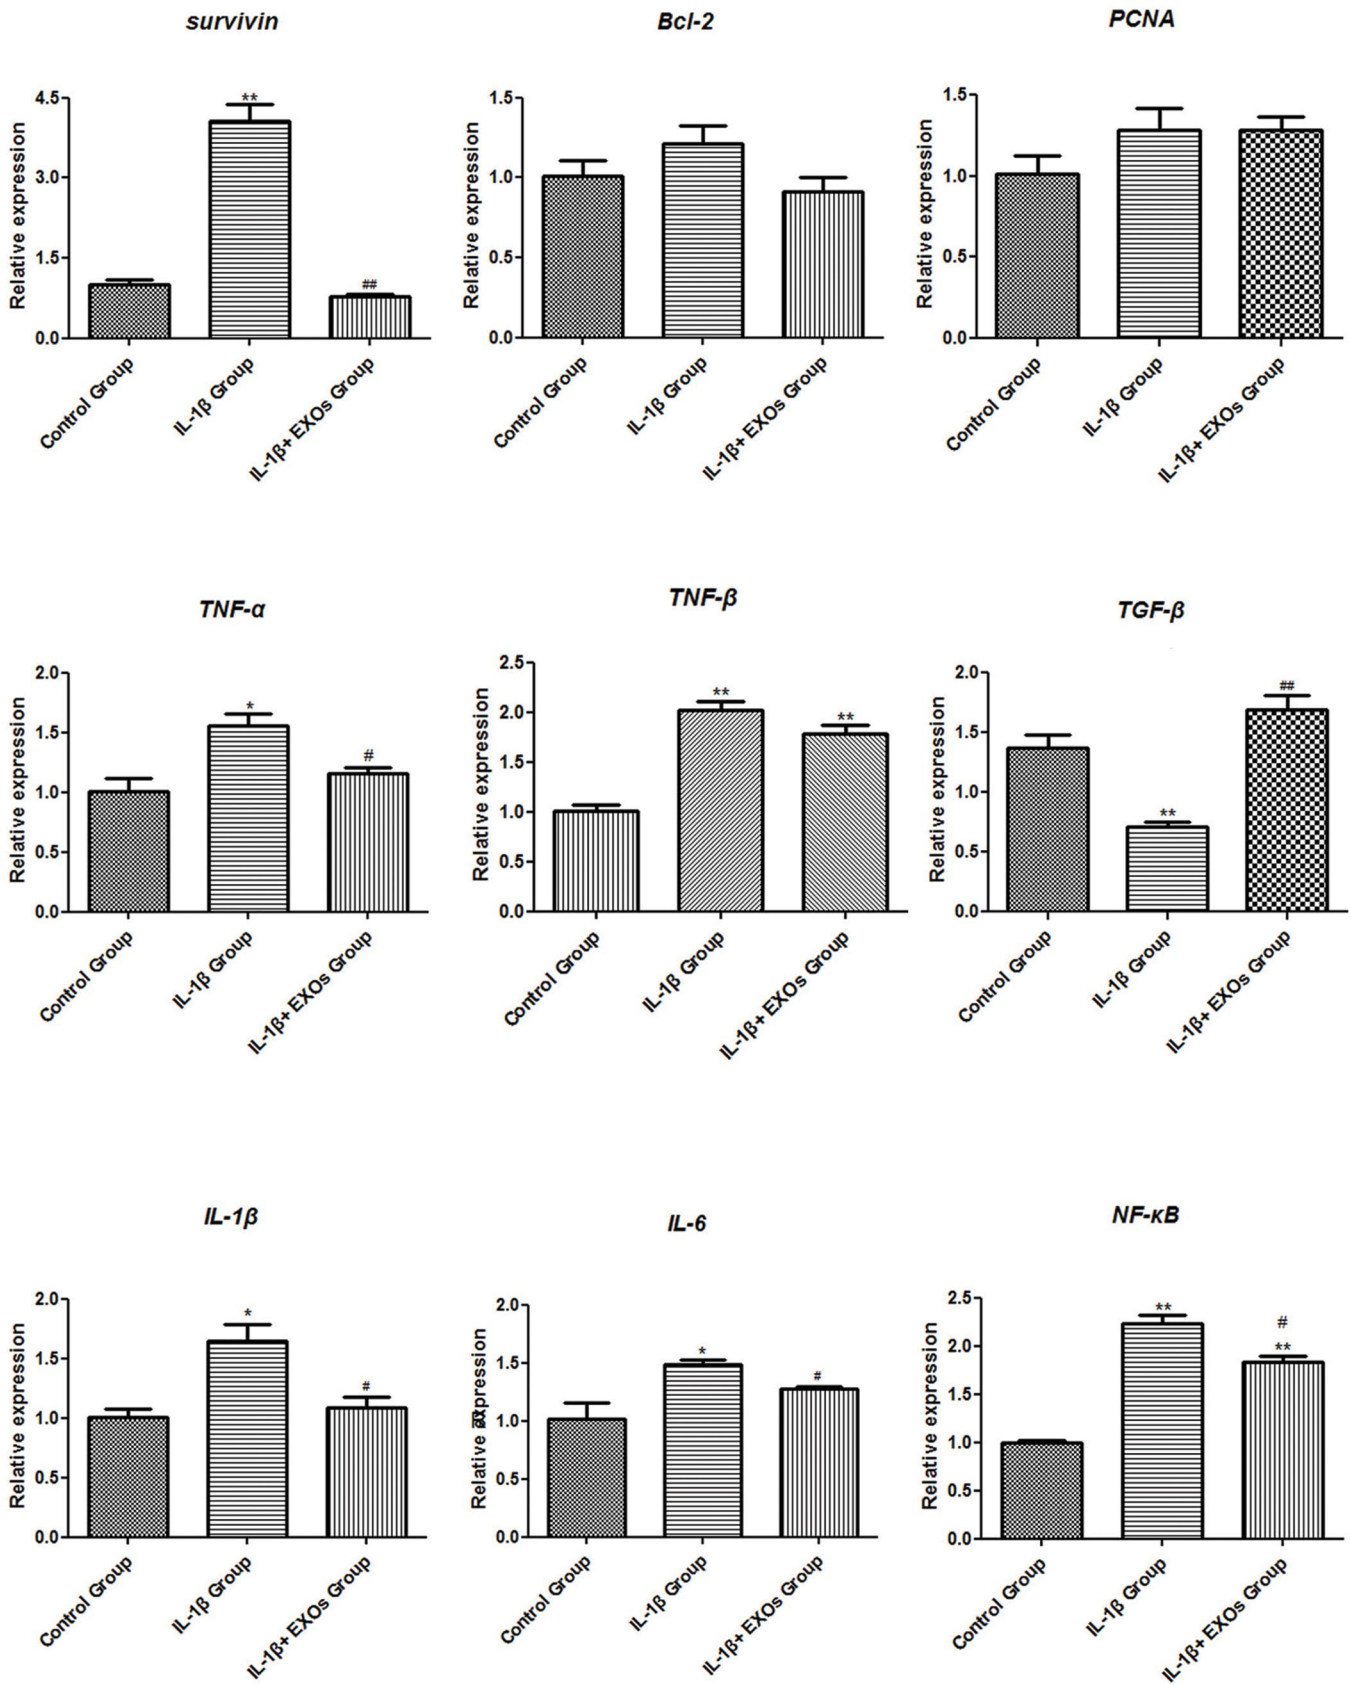 survivin
Relative expression
4.5
3.0
1.5
0.0
**
##
Control Group
IL-1β Group
IL-1β+ EXOs Group
Bcl-2
Relative expression
1.5
1.0
0.5
0.0
Control Group
IL-1β Group
IL-1β+ EXOs Group
PCNA
Relative expression
1.5
1.0
0.5
0.0
Control Group
IL-1β Group
IL-1β+ EXOs Group
TNF-α
Relative expression
2.0
1.5
1.0
0.5
0.0
*
#
Control Group
IL-1β Group
IL-1β+ EXOs Group
TNF-β
Relative expression
2.5
2.0
1.5
1.0
0.5
0.0
**
**
Control Group
IL-1β Group
IL-1β+ EXOs Group
TGF-β
Relative expression
2.0
1.5
1.0
0.5
0.0
**
##
Control Group
IL-1β Group
IL-1β+ EXOs Group
IL-1β
Relative expression
2.0
1.5
1.0
0.5
0.0
*
#
Control Group
IL-1β Group
IL-1β+ EXOs Group
IL-6
Relative expression
2.0
1.5
1.0
0.5
0.0
*
#
Control Group
IL-1β Group
IL-1β+ EXOs Group
NF-κB
Relative expression
2.5
2.0
1.5
1.0
0.5
0.0
**
#
**
Control Group
IL-1β Group
IL-1β+ EXOs Group